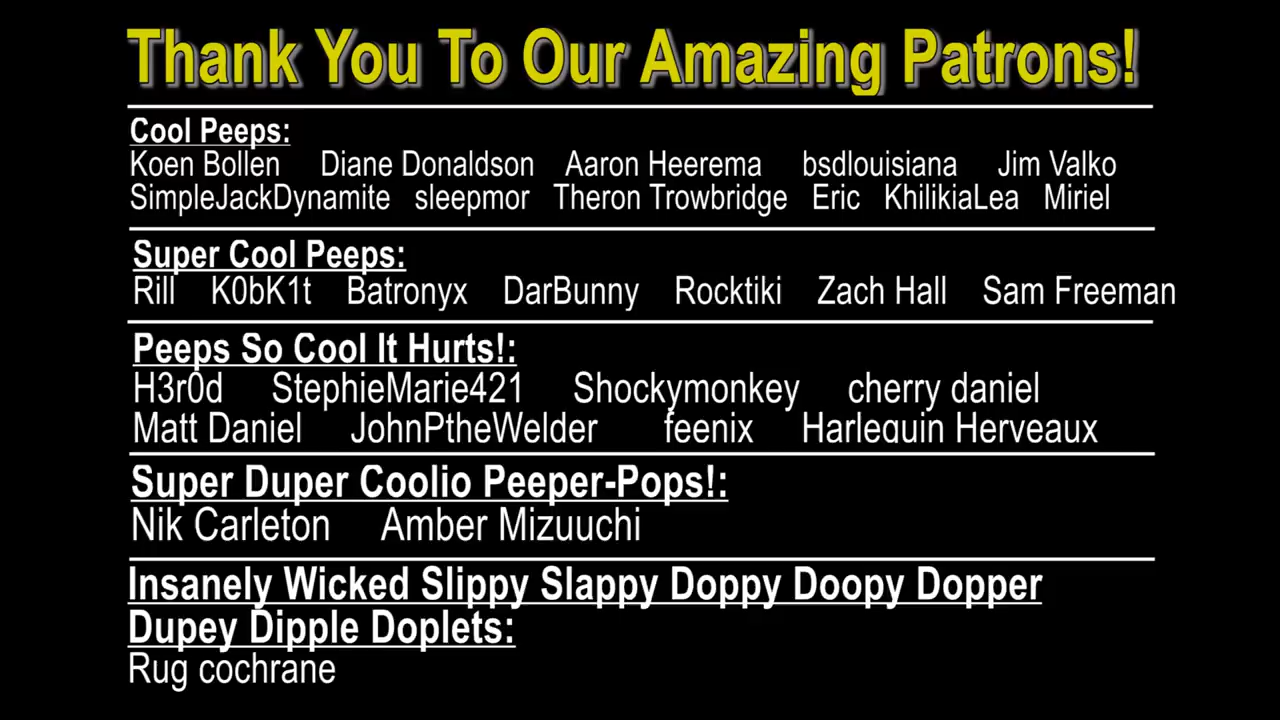 Thank You To Our Amazing Patrons!
Cool Peeps:
Koen Bollen Diane Donaldson Aaron Heerema bsdlouisiana Jim Valko
SimpleJackDynamite sleepmor Theron Trowbridge Eric KhilikiaLea Miriel
Super Cool Peeps:
Rill K0bK1t Batronyx DarBunny Rocktiki Zach Hall Sam Freeman
Peeps So Cool It Hurts!:
H3r0d StephieMarie421 Shockymonkey cherry daniel
Matt Daniel JohnPtheWelder feenix Harlequin Herveaux
Super Duper Coolio Peeper-Pops!:
Nik Carleton Amber Mizuuchi
Insanely Wicked Slippy Slappy Doppy Doopy Dopper
Dupey Dipple Doplets:
Rug cochrane